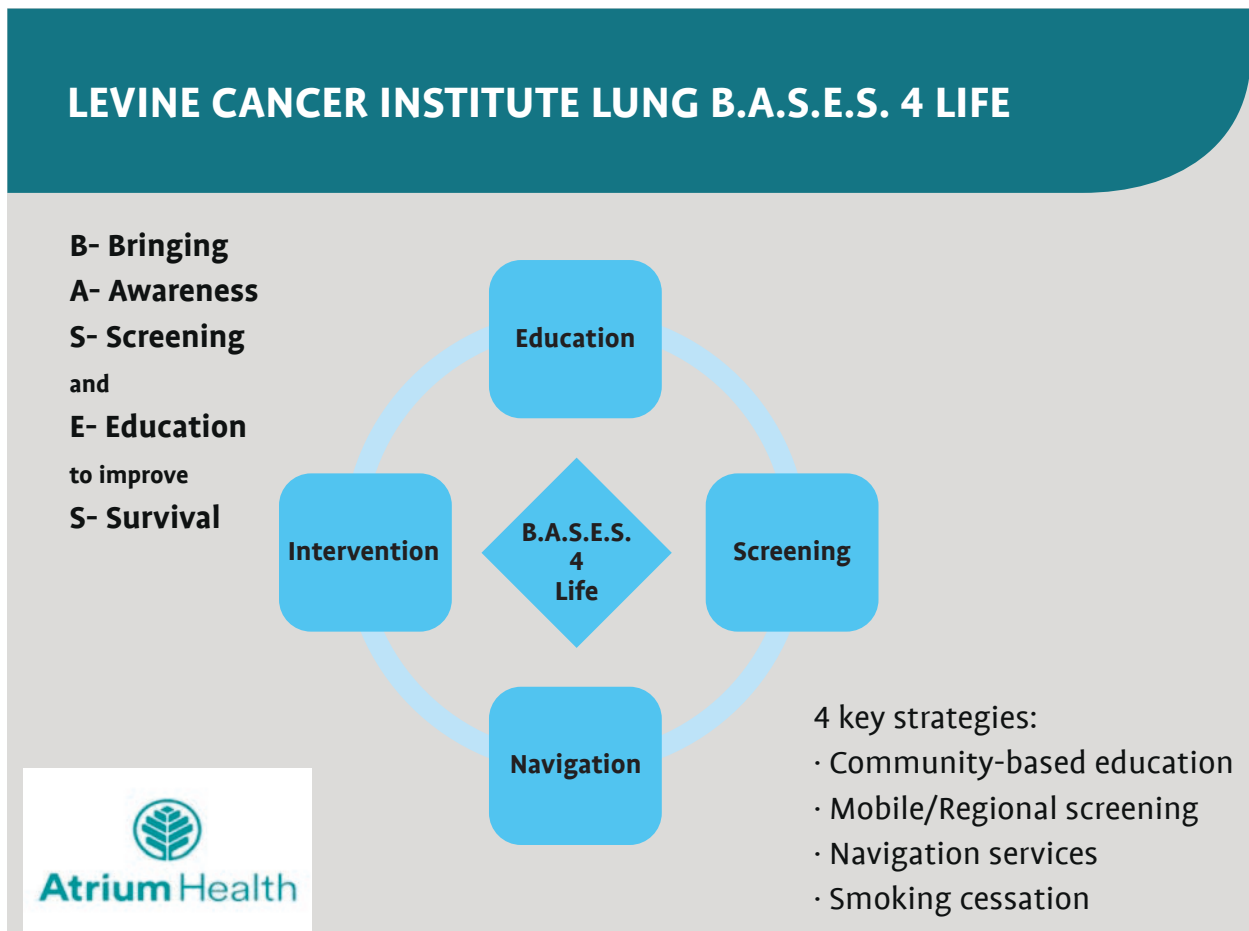 LEVINE CANCER INSTITUTE LUNG B.A.S.E.S. 4 LIFE
B- Bringing
A- Awareness
S- Screening
and
E- Education
to improve
S- Survival
Education
Intervention
B.A.S.E.S.
4
Life
Screening
Navigation
4 key strategies:
· Community-based education
· Mobile/Regional screening
· Navigation services
· Smoking cessation
Atrium Health